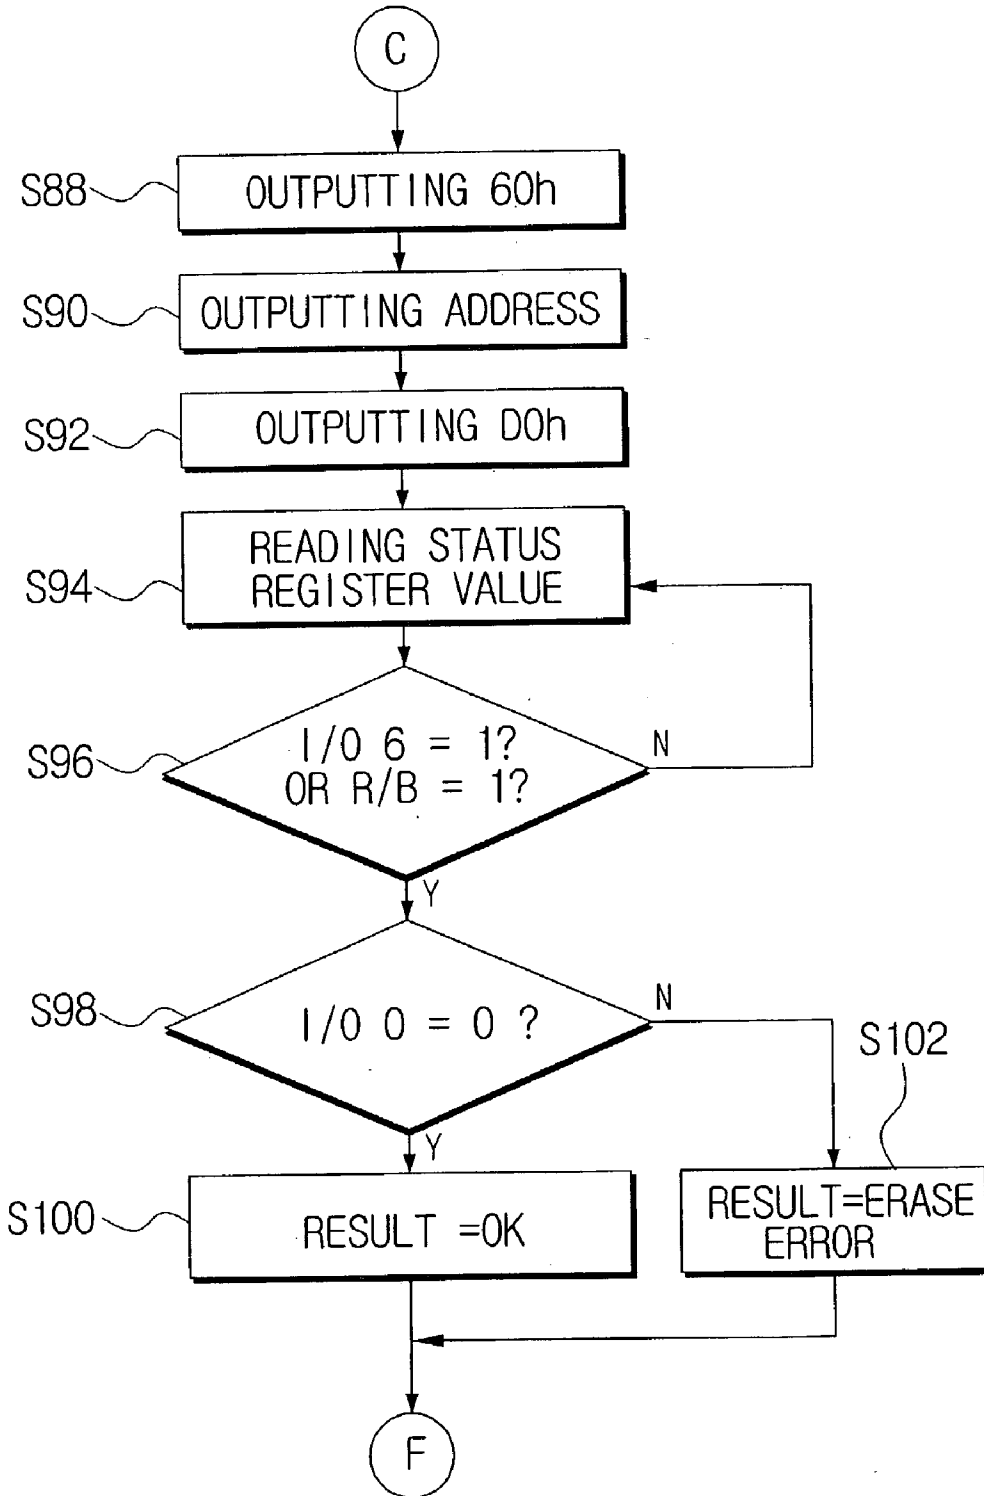 C
S88
OUTPUTTING 60h
S90
OUTPUTTING ADDRESS
S92
OUTPUTTING D0h
S94
READING STATUS
REGISTER VALUE
S96
I/O 6 = 1?
OR R/B = 1?
N
Y
S98
I/O 0 = 0 ?
N
Y
S102
S100
RESULT =OK
RESULT=ERASE
ERROR
F